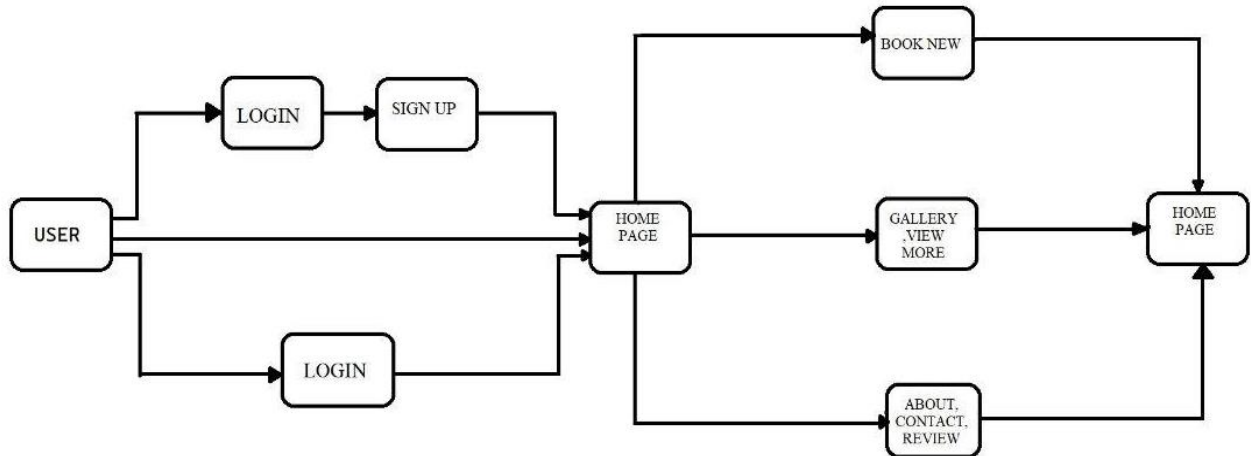 USER
LOGIN
SIGN UP
LOGIN
HOME
PAGE
BOOK NEW
GALLERY
,VIEW
MORE
ABOUT,
CONTACT,
REVIEW
HOME
PAGE